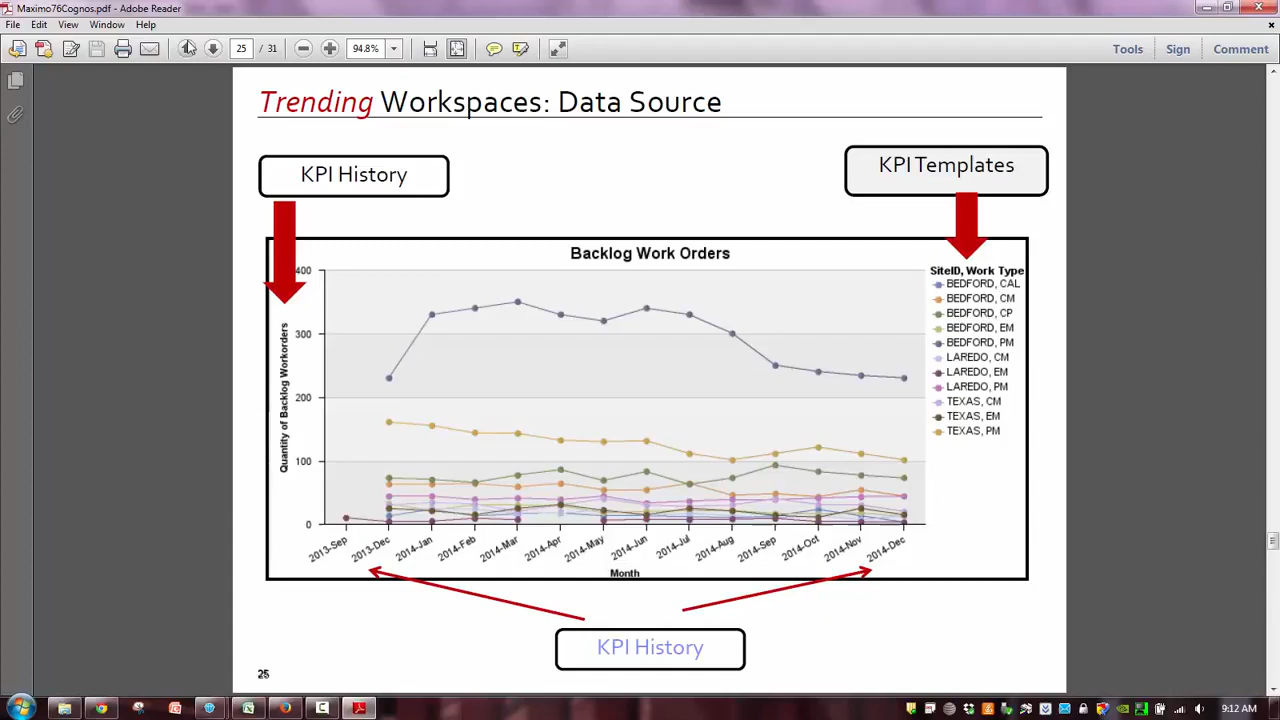 Maximo76Cognos.pdf - Adobe Reader
File Edit View Window Help
25 / 31 94.8% Tools Sign Comment
Trending Workspaces: Data Source
KPI History
KPI Templates
Backlog Work Orders
SiteID, Work Type
BEDFORD, CAL
BEDFORD, CM
BEDFORD, CP
BEDFORD, EM
BEDFORD, PM
LAREDO, CM
LAREDO, EM
LAREDO, PM
TEXAS, CM
TEXAS, EM
TEXAS, PM
400
300
200
100
0
Quantity of Backlog Workorders
2013-Sep 2013-Dec 2014-Jan 2014-Feb 2014-Mar 2014-Apr 2014-May 2014-Jun 2014-Jul 2014-Aug 2014-Sep 2014-Oct 2014-Nov 2014-Dec
Month
KPI History
25
9:12 AM